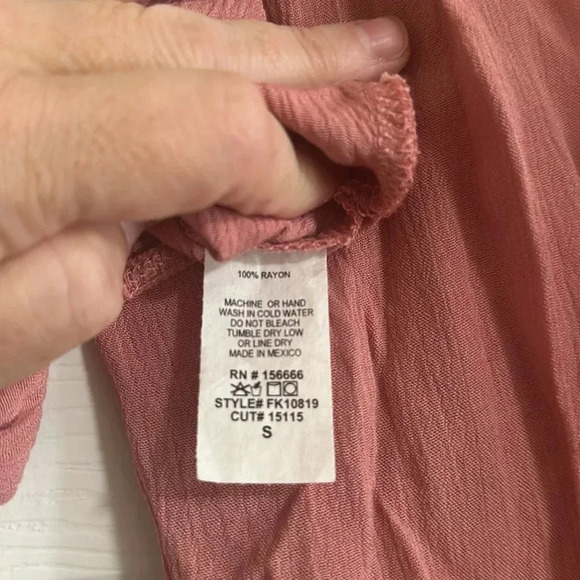 100% RAYON
MACHINE OR HAND
WASH IN COLD WATER
DO NOT BLEACH
TUMBLE DRY LOW
OR LINE DRY
MADE IN MEXICO
RN # 156666
STYLE# FK10819
CUT# 15115
S